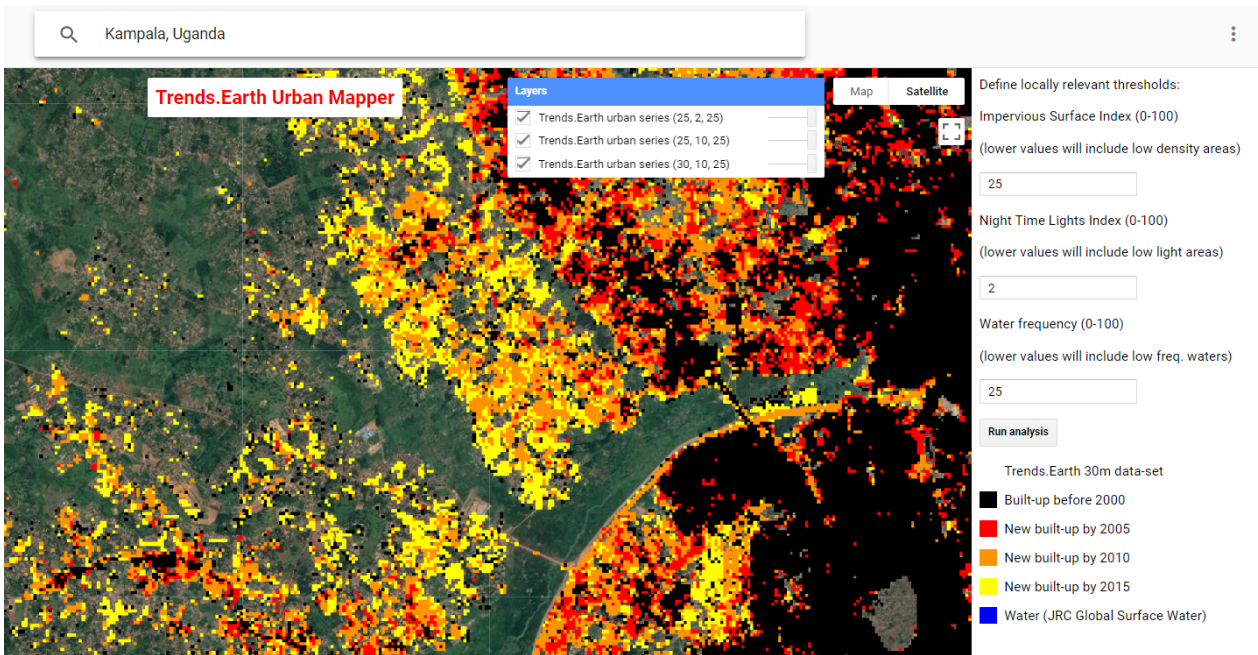 Kampala, Uganda
Trends.Earth Urban Mapper
Layers
Trends.Earth urban series (25, 2, 25)
Trends.Earth urban series (25, 10, 25)
Trends.Earth urban series (30, 10, 25)
Map Satellite
Define locally relevant thresholds:
Impervious Surface Index (0-100)
(lower values will include low density areas)
25
Night Time Lights Index (0-100)
(lower values will include low light areas)
2
Water frequency (0-100)
(lower values will include low freq. waters)
25
Run analysis
Trends.Earth 30m data-set
Built-up before 2000
New built-up by 2005
New built-up by 2010
New built-up by 2015
Water (JRC Global Surface Water)